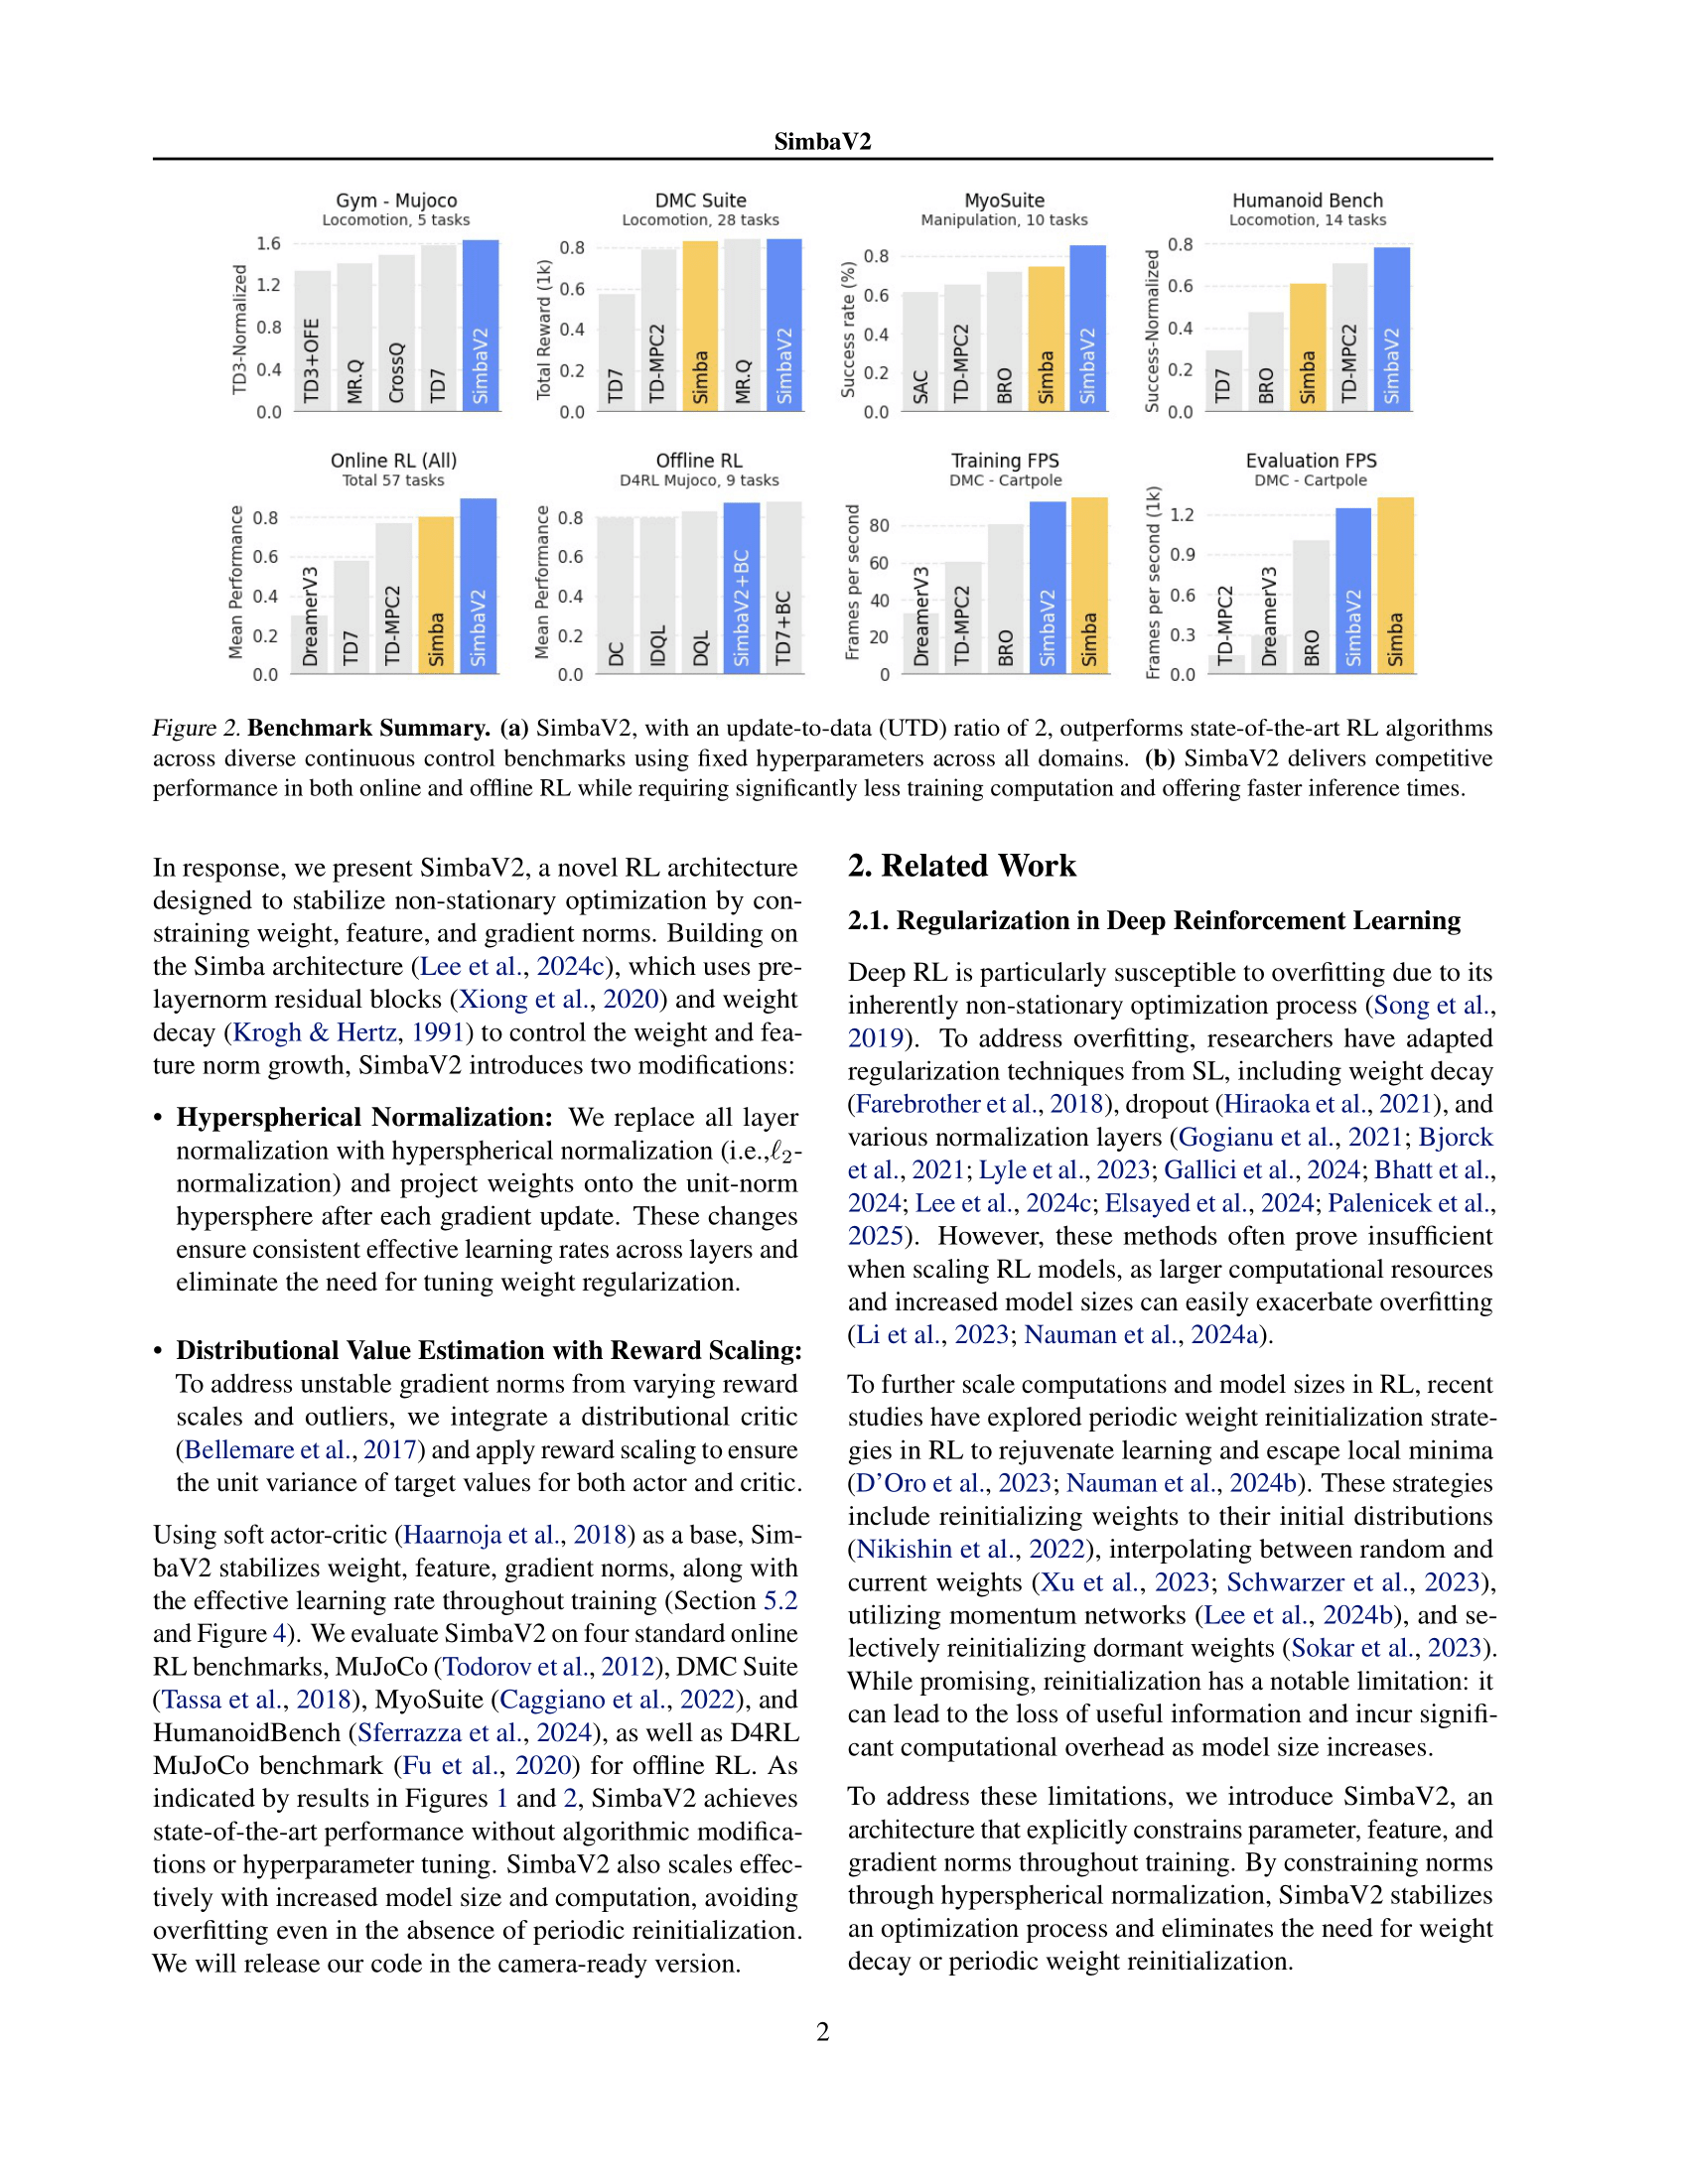 SimbaV2
Gym - Mujoco
Locomotion, 5 tasks
TD3-Normalized
1.6
1.2
0.8
0.4
0.0
TD3+OFE
MR.Q
CrossQ
TD7
SimbaV2
DMC Suite
Locomotion, 28 tasks
Total Reward (1k)
0.8
0.6
0.4
0.2
0.0
TD7
TD-MPC2
Simba
MR.Q
SimbaV2
MyoSuite
Manipulation, 10 tasks
Success rate (%)
0.8
0.6
0.4
0.2
0.0
SAC
TD-MPC2
BRO
Simba
SimbaV2
Humanoid Bench
Locomotion, 14 tasks
Success-Normalized
0.8
0.6
0.4
0.2
0.0
TD7
BRO
Simba
TD-MPC2
SimbaV2
Online RL (All)
Total 57 tasks
Mean Performance
0.8
0.6
0.4
0.2
0.0
DreamerV3
TD7
TD-MPC2
Simba
SimbaV2
Offline RL
D4RL Mujoco, 9 tasks
Mean Performance
0.8
0.6
0.4
0.2
0.0
DC
IDQL
DQL
SimbaV2+BC
TD7+BC
Training FPS
DMC - Cartpole
Frames per second
80
60
40
20
0
DreamerV3
TD-MPC2
BRO
SimbaV2
Simba
Evaluation FPS
DMC - Cartpole
Frames per second (1k)
1.2
0.9
0.6
0.3
0.0
TD-MPC2
DreamerV3
BRO
SimbaV2
Simba
Figure 2. Benchmark Summary. (a) SimbaV2, with an update-to-data (UTD) ratio of 2, outperforms state-of-the-art RL algorithms
across diverse continuous control benchmarks using fixed hyperparameters across all domains. (b) SimbaV2 delivers competitive
performance in both online and offline RL while requiring significantly less training computation and offering faster inference times.
In response, we present SimbaV2, a novel RL architecture
designed to stabilize non-stationary optimization by con-
straining weight, feature, and gradient norms. Building on
the Simba architecture (Lee et al., 2024c), which uses pre-
layernorm residual blocks (Xiong et al., 2020) and weight
decay (Krogh & Hertz, 1991) to control the weight and fea-
ture norm growth, SimbaV2 introduces two modifications:
• Hyperspherical Normalization: We replace all layer
normalization with hyperspherical normalization (i.e.,ℓ2-
normalization) and project weights onto the unit-norm
hypersphere after each gradient update. These changes
ensure consistent effective learning rates across layers and
eliminate the need for tuning weight regularization.
• Distributional Value Estimation with Reward Scaling:
To address unstable gradient norms from varying reward
scales and outliers, we integrate a distributional critic
(Bellemare et al., 2017) and apply reward scaling to ensure
the unit variance of target values for both actor and critic.
Using soft actor-critic (Haarnoja et al., 2018) as a base, Sim-
baV2 stabilizes weight, feature, gradient norms, along with
the effective learning rate throughout training (Section 5.2
and Figure 4). We evaluate SimbaV2 on four standard online
RL benchmarks, MuJoCo (Todorov et al., 2012), DMC Suite
(Tassa et al., 2018), MyoSuite (Caggiano et al., 2022), and
HumanoidBench (Sferrazza et al., 2024), as well as D4RL
MuJoCo benchmark (Fu et al., 2020) for offline RL. As
indicated by results in Figures 1 and 2, SimbaV2 achieves
state-of-the-art performance without algorithmic modifica-
tions or hyperparameter tuning. SimbaV2 also scales effec-
tively with increased model size and computation, avoiding
overfitting even in the absence of periodic reinitialization.
We will release our code in the camera-ready version.
2. Related Work
2.1. Regularization in Deep Reinforcement Learning
Deep RL is particularly susceptible to overfitting due to its
inherently non-stationary optimization process (Song et al.,
2019). To address overfitting, researchers have adapted
regularization techniques from SL, including weight decay
(Farebrother et al., 2018), dropout (Hiraoka et al., 2021), and
various normalization layers (Gogianu et al., 2021; Bjorck
et al., 2021; Lyle et al., 2023; Gallici et al., 2024; Bhatt et al.,
2024; Lee et al., 2024c; Elsayed et al., 2024; Palenicek et al.,
2025). However, these methods often prove insufficient
when scaling RL models, as larger computational resources
and increased model sizes can easily exacerbate overfitting
(Li et al., 2023; Nauman et al., 2024a).
To further scale computations and model sizes in RL, recent
studies have explored periodic weight reinitialization strate-
gies in RL to rejuvenate learning and escape local minima
(D'Oro et al., 2023; Nauman et al., 2024b). These strategies
include reinitializing weights to their initial distributions
(Nikishin et al., 2022), interpolating between random and
current weights (Xu et al., 2023; Schwarzer et al., 2023),
utilizing momentum networks (Lee et al., 2024b), and se-
lectively reinitializing dormant weights (Sokar et al., 2023).
While promising, reinitialization has a notable limitation: it
can lead to the loss of useful information and incur signifi-
cant computational overhead as model size increases.
To address these limitations, we introduce SimbaV2, an
architecture that explicitly constrains parameter, feature, and
gradient norms throughout training. By constraining norms
through hyperspherical normalization, SimbaV2 stabilizes
an optimization process and eliminates the need for weight
decay or periodic weight reinitialization.
2